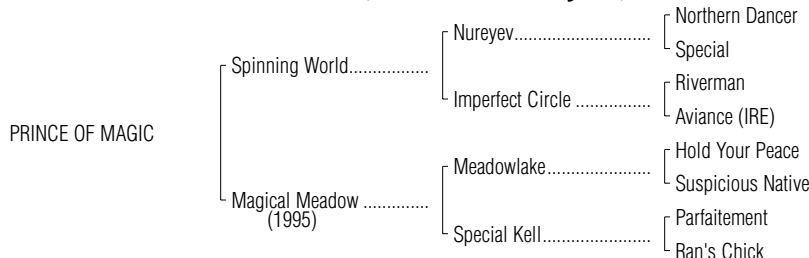 Northern Dancer
Nureyev
Special
Spinning World
Riverman
Imperfect Circle
Aviance (IRE)
PRINCE OF MAGIC
Hold Your Peace
Meadowlake
Suspicious Native
Magical Meadow
(1995)
Parfaitement
Special Kell
Ran's Chick